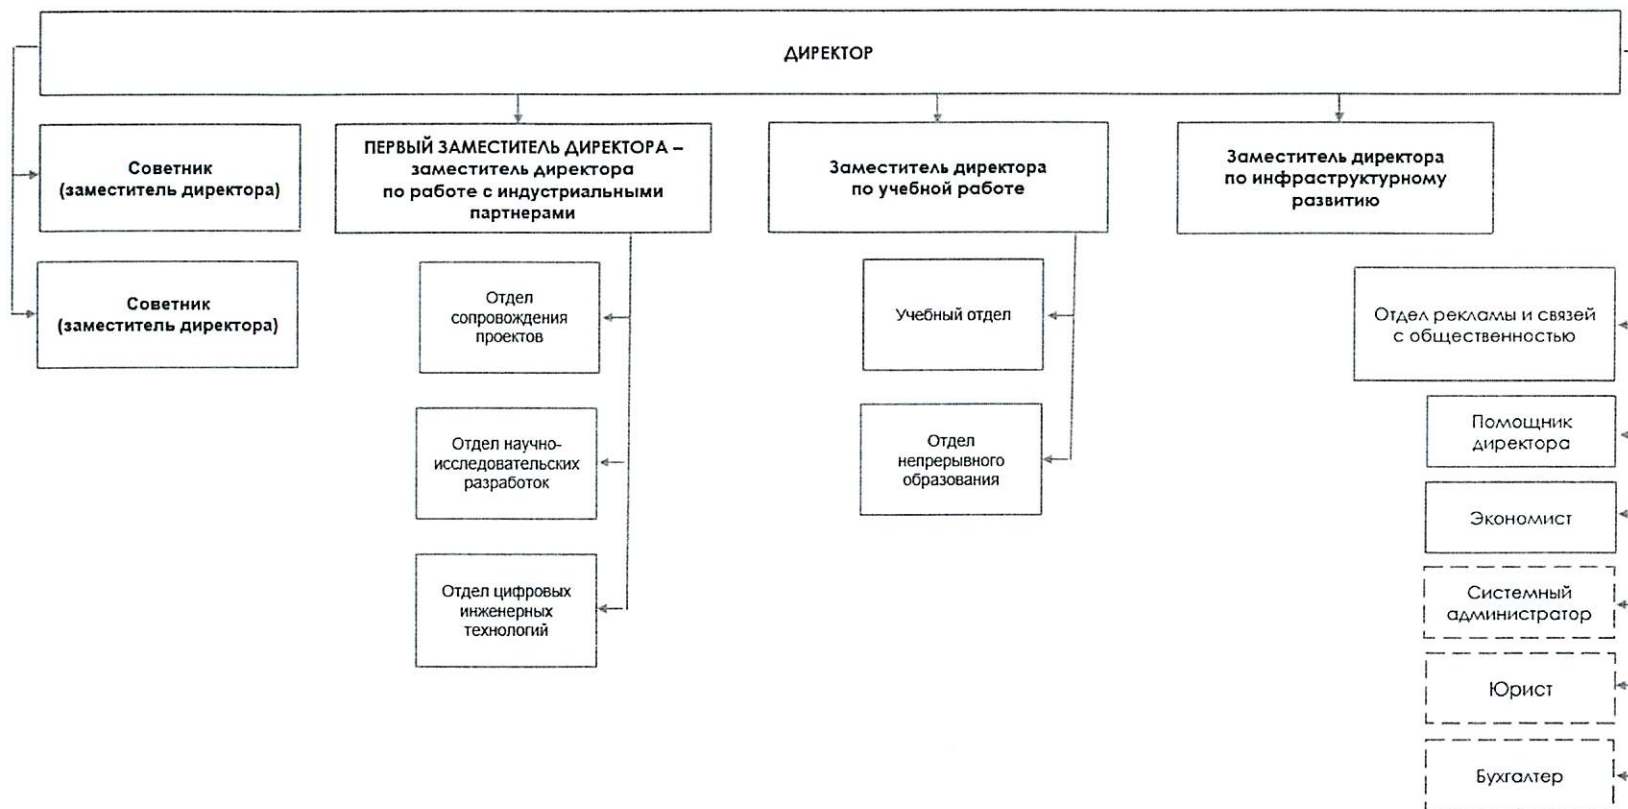 ДИРЕКТОР
Советник
(заместитель директора)
ПЕРВЫЙ ЗАМЕСТИТЕЛЬ ДИРЕКТОРА –
заместитель директора
по работе с индустриальными
партнерами
Заместитель директора
по учебной работе
Заместитель директора
по инфраструктурному
развитию
Советник
(заместитель директора)
Отдел
сопровождения
проектов
Учебный отдел
Отдел рекламы и связей
с общественностью
Отдел научно-
исследовательских
разработок
Отдел
непрерывного
образования
Помощник
директора
Экономист
Отдел цифровых
инженерных
технологий
Системный
администратор
Юрист
Бухгалтер